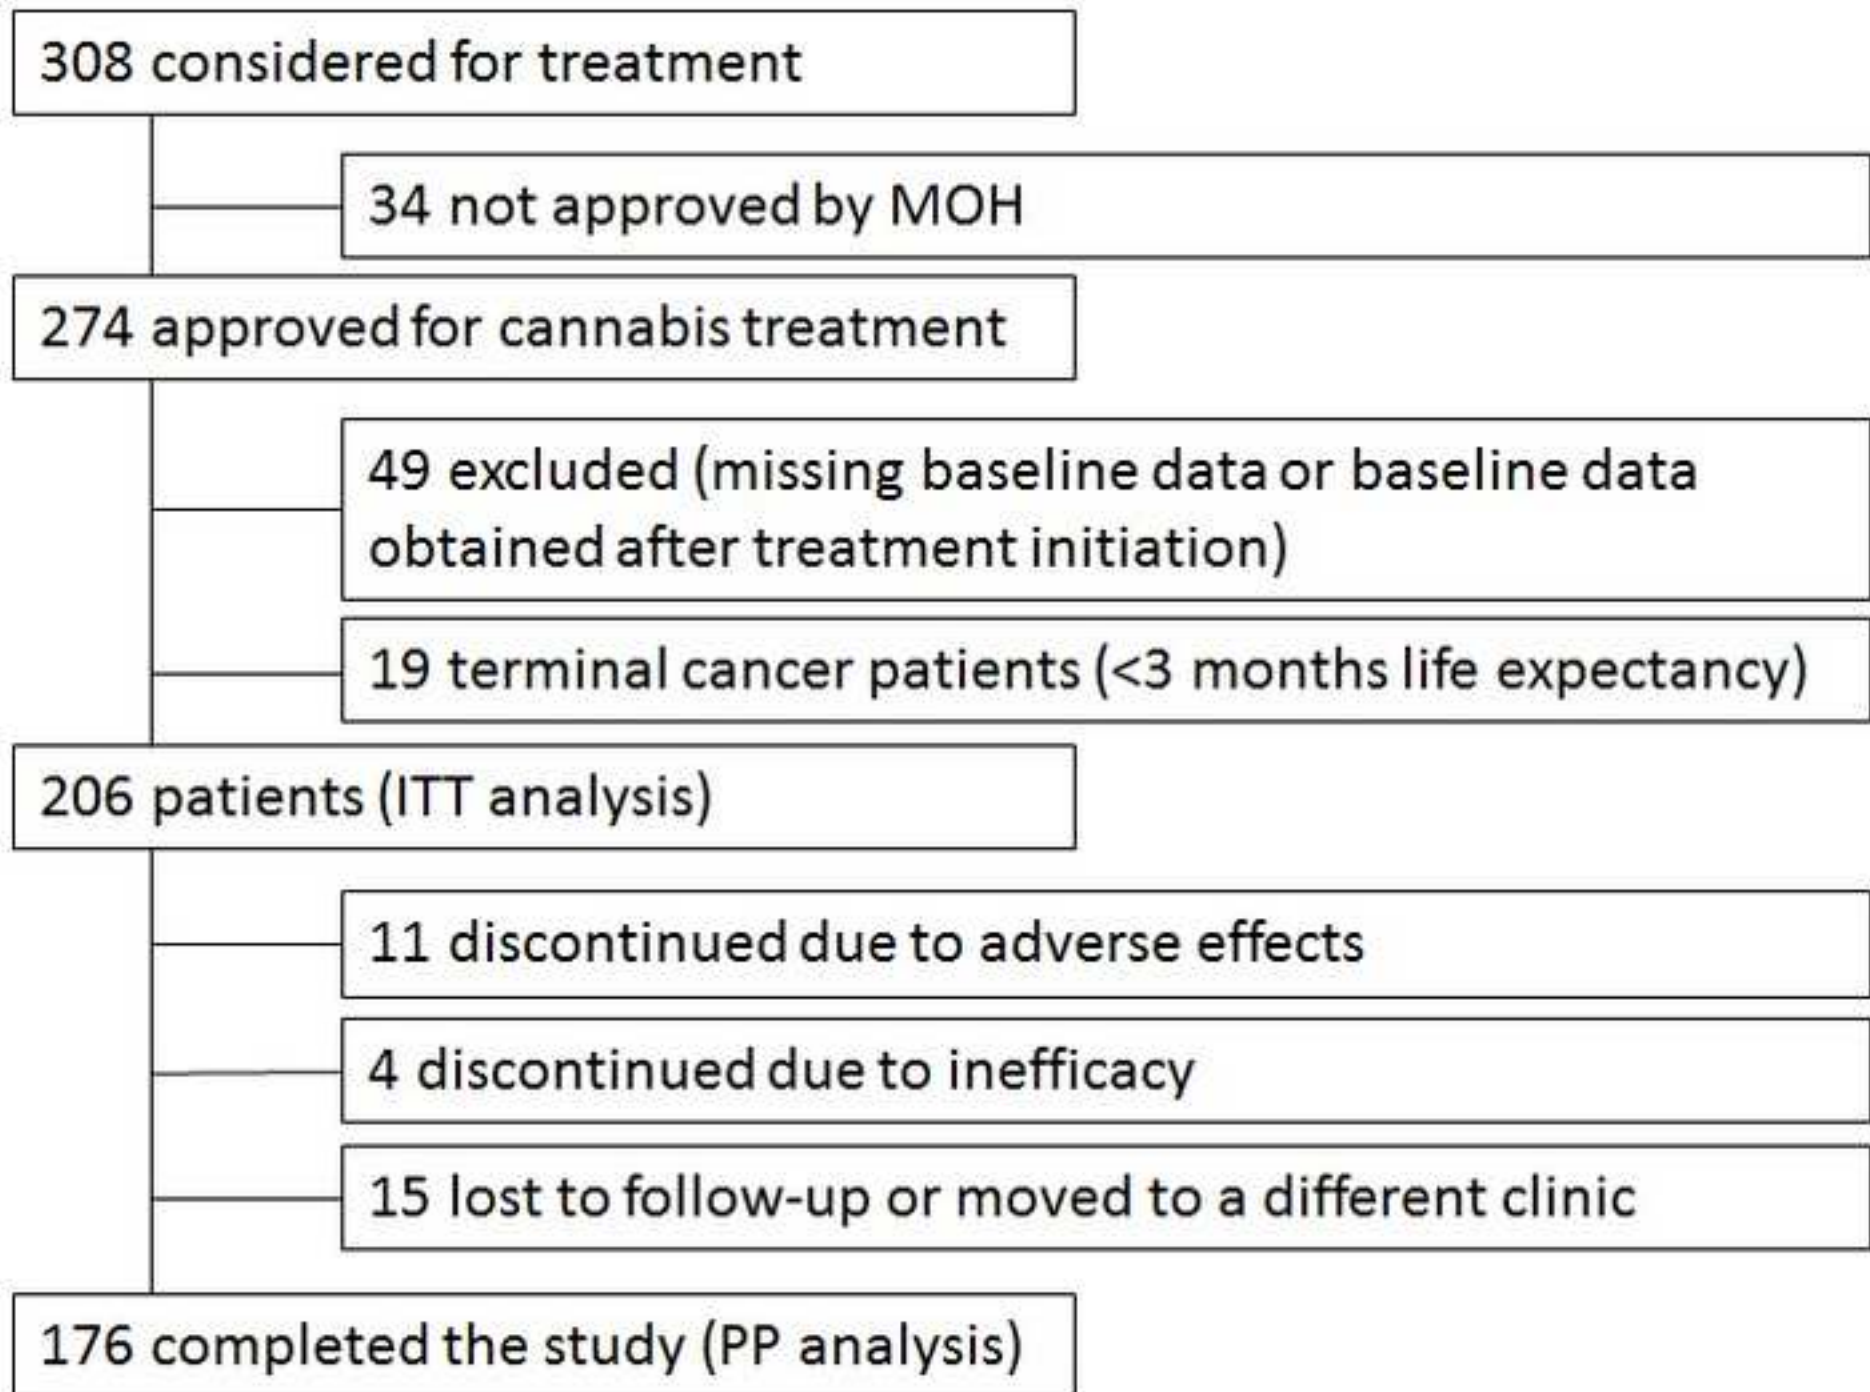 308 considered for treatment
34 not approved by MOH
274 approved for cannabis treatment
49 excluded (missing baseline data or baseline data
obtained after treatment initiation)
19 terminal cancer patients (<3 months life expectancy)
206 patients (ITT analysis)
11 discontinued due to adverse effects
4 discontinued due to inefficacy
15 lost to follow-up or moved to a different clinic
176 completed the study (PP analysis)